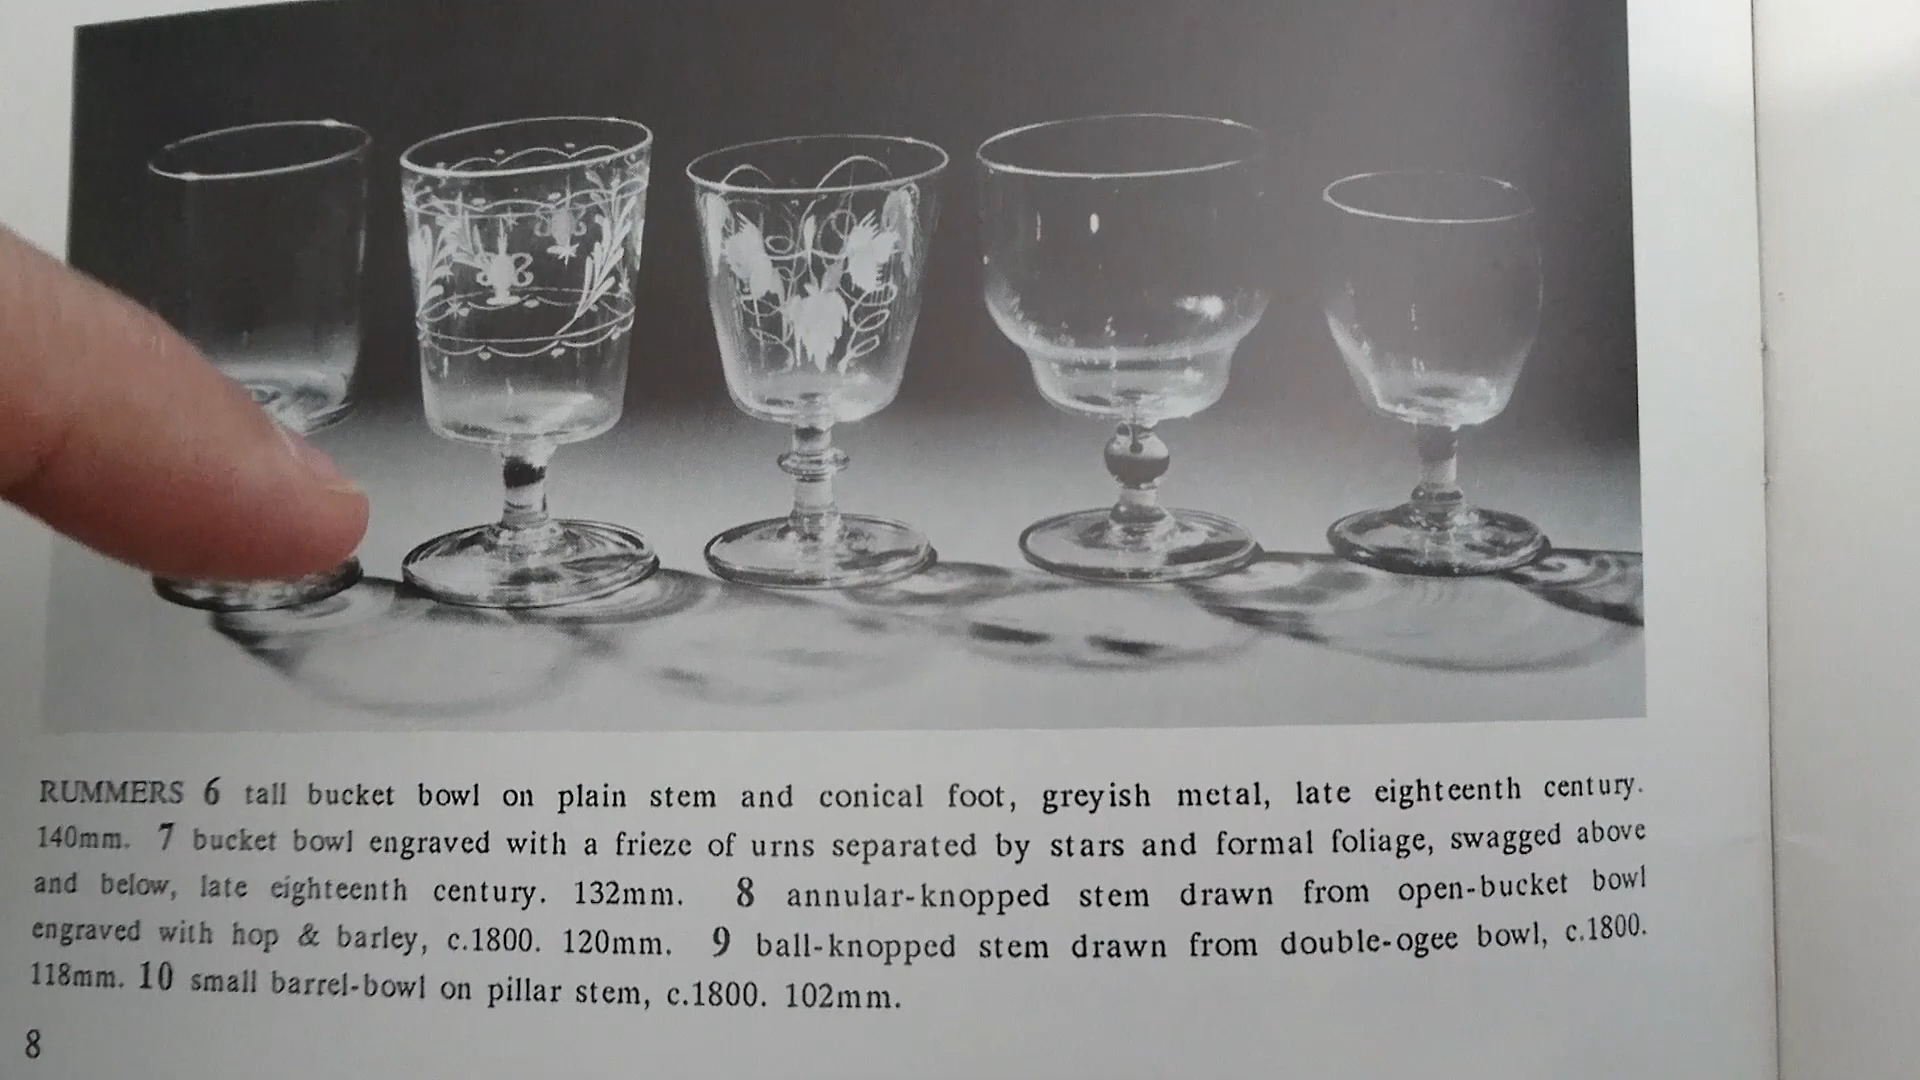 RUMMERS 6 tall bucket bowl on plain stem and conical foot, greyish metal, late eighteenth century.
140mm. 7 bucket bowl engraved with a frieze of urns separated by stars and formal foliage, swagged above
and below, late eighteenth century. 132mm. 8 annular-knopped stem drawn from open-bucket bowl
engraved with hop & barley, c.1800. 120mm. 9 ball-knopped stem drawn from double-ogee bowl, c.1800.
118mm. 10 small barrel-bowl on pillar stem, c.1800. 102mm.
8